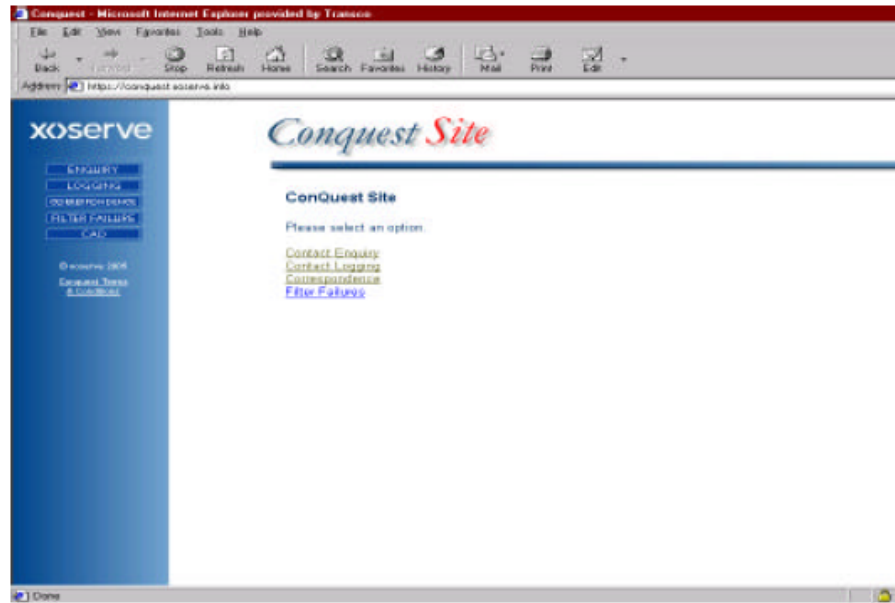 Conquest - Microsoft Internet Explorer provided by Transco
File Edit View Favorites Tools Help
Back Forward Stop Refresh Home Search Favorites History Mail Print Edit
Address https://conquest.xoserve.info
xoserve
Conquest Site
ENQUIRY
LOGGING
CORRESPONDENCE
FILTER FAILURE
CAD
© xoserve 2005
Conquest Terms
& Conditions
ConQuest Site
Please select an option.
Contact Enquiry
Contact Logging
Correspondence
Filter Failures
Done